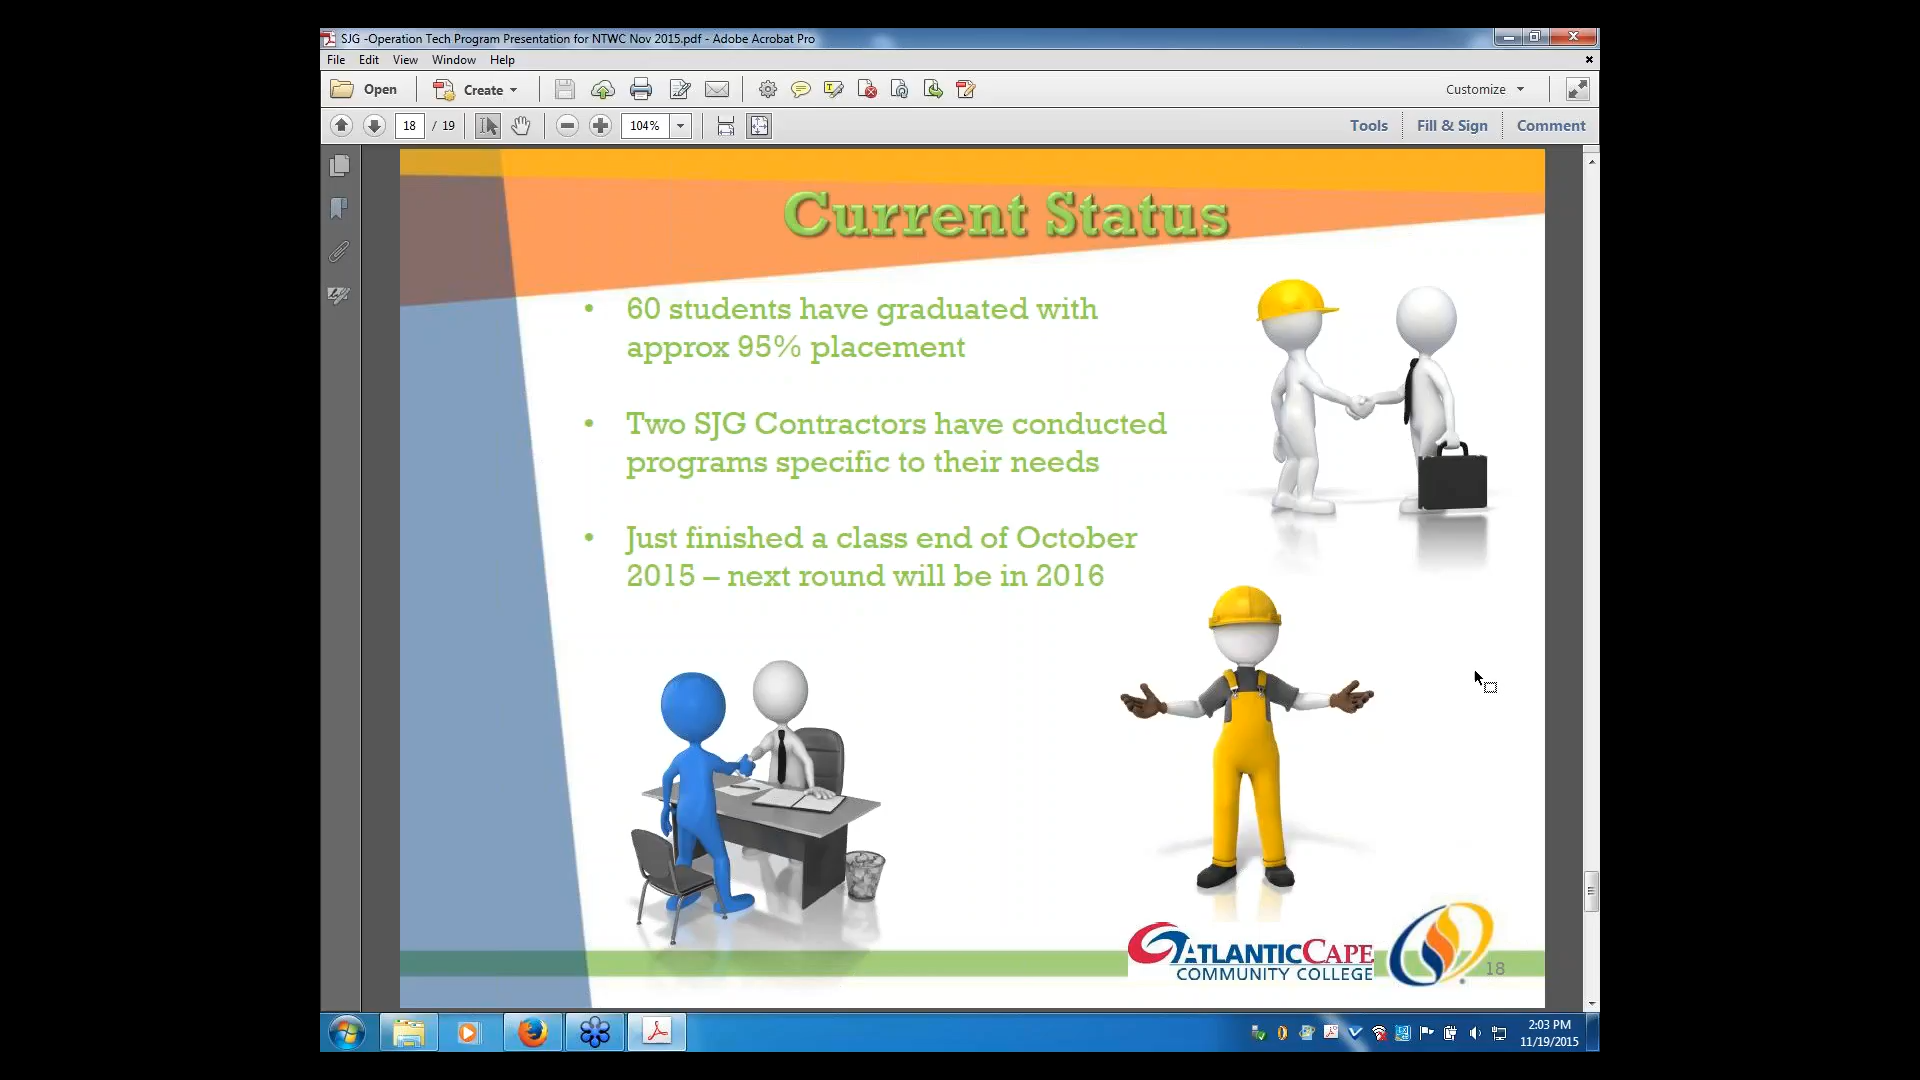 SJG -Operation Tech Program Presentation for NTWC Nov 2015.pdf - Adobe Acrobat Pro
File Edit View Window Help
Open Create Customize
18 / 19 104% Tools Fill & Sign Comment
Current Status
• 60 students have graduated with
approx 95% placement
• Two SJG Contractors have conducted
programs specific to their needs
• Just finished a class end of October
2015 – next round will be in 2016
ATLANTICCAPE
COMMUNITY COLLEGE
18
2:03 PM
11/19/2015